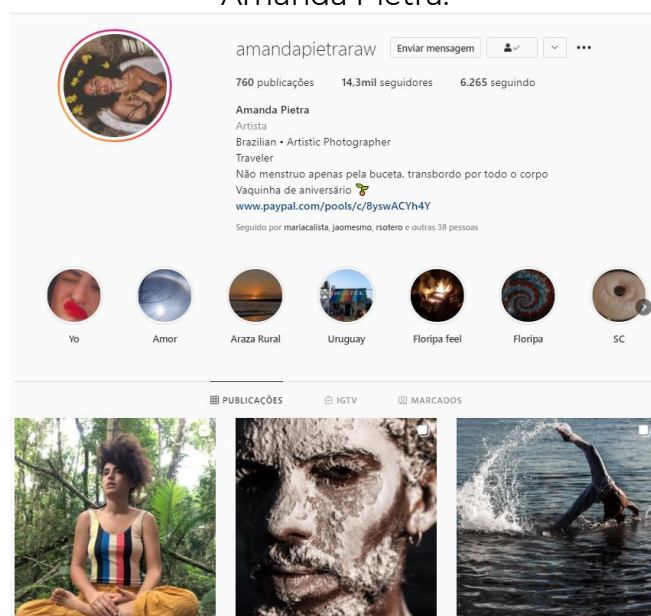 Amanda Pietra.
amandapietraraw Enviar mensagem
760 publicações 14,3mil seguidores 6.265 seguindo
Amanda Pietra
Artista
Brazilian • Artistic Photographer
Traveler
Não menstruo apenas pela buceta, transbordo por todo o corpo
Vaquinha de aniversário
www.paypal.com/pools/c/8yswACYh4Y
Seguido por mariacalista, jaomesmo, rsotero e outras 38 pessoas
Yo Amor Araza Rural Uruguay Floripa feel Floripa SC
PUBLICAÇÕES IGTV MARCADOS